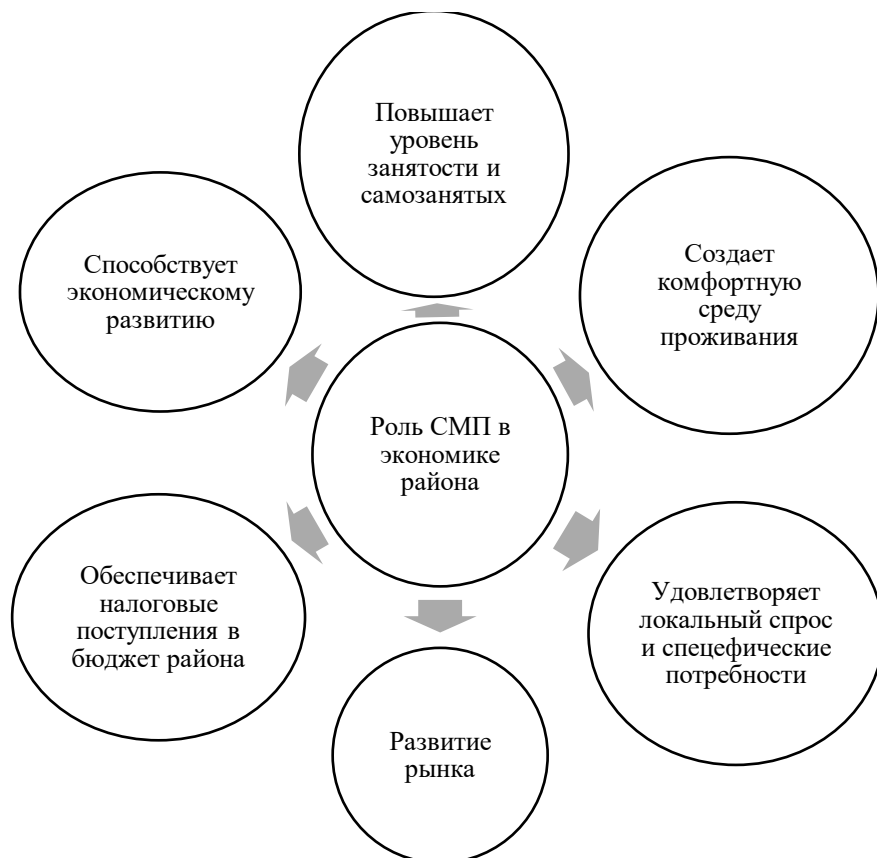 Повышает
уровень
занятости и
самозанятых
Способствует
экономическому
развитию
Создает
комфортную
среду
проживания
Роль СМП в
экономике
района
Обеспечивает
налоговые
поступления в
бюджет района
Удовлетворяет
локальный спрос
и спецефические
потребности
Развитие
рынка